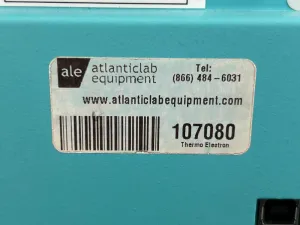 ale atlanticlab equipment
Tel:
(866) 484-6031
www.atlanticlabequipment.com
107080
Thermo Electron